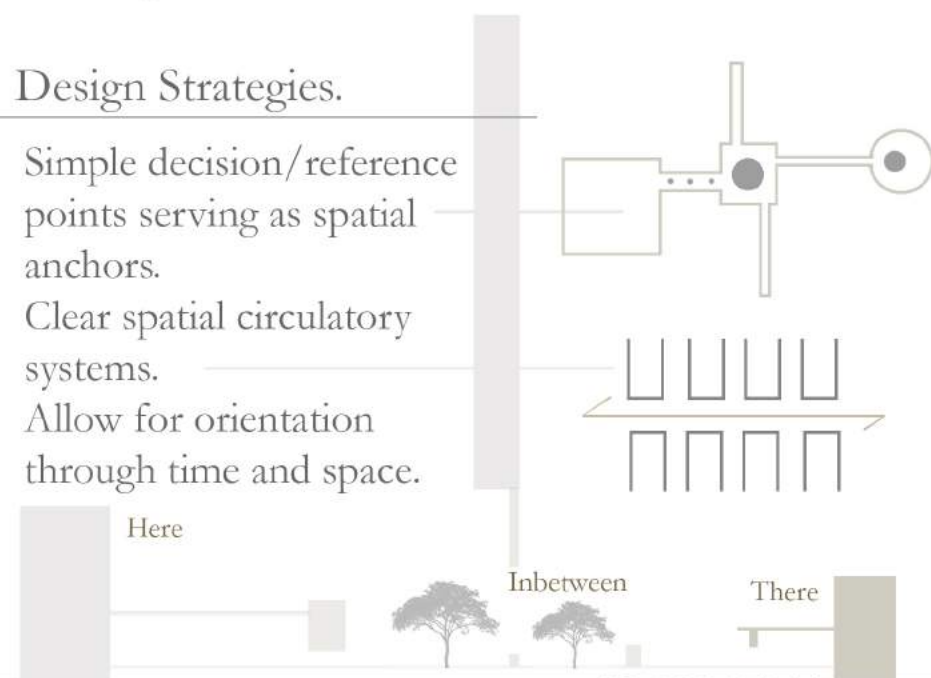 Design Strategies.
Simple decision/reference
points serving as spatial
anchors.
Clear spatial circulatory
systems.
Allow for orientation
through time and space.
Here
Inbetween
There